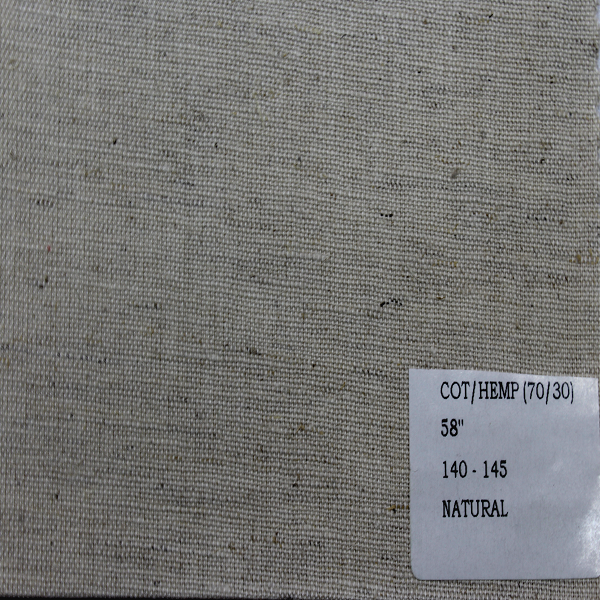 COT/HEMP (70/30)
58"
140 - 145
NATURAL